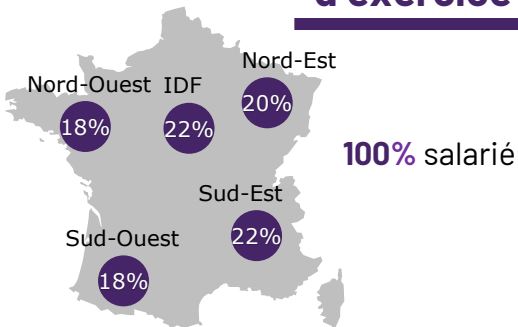 d'exercice
Nord-Est
20%
Nord-Ouest
18%
IDF
22%
100% salarié
Sud-Est
22%
Sud-Ouest
18%